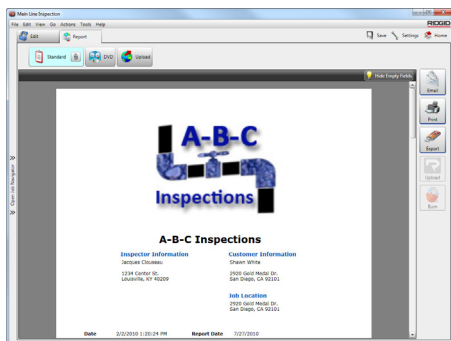 Main Line Inspection
File Edit View Go Actions Tools Help
RIDGID
Edit
Report
Save
Settings
Home
Standard
DVD
Upload
Hide Empty Fields
Email
Print
Export
Upload
Burn
Open Job Navigator
A-B-C
Inspections
A-B-C Inspections
Inspector Information Customer Information
Jacques Clouseau Shawn White
1234 Center St. 2920 Gold Medal Dr.
Louisville, KY 40209 San Diego, CA 92101
Job Location
2920 Gold Medal Dr.
San Diego, CA 92101
Date 2/2/2010 1:20:24 PM Report Date 7/27/2010